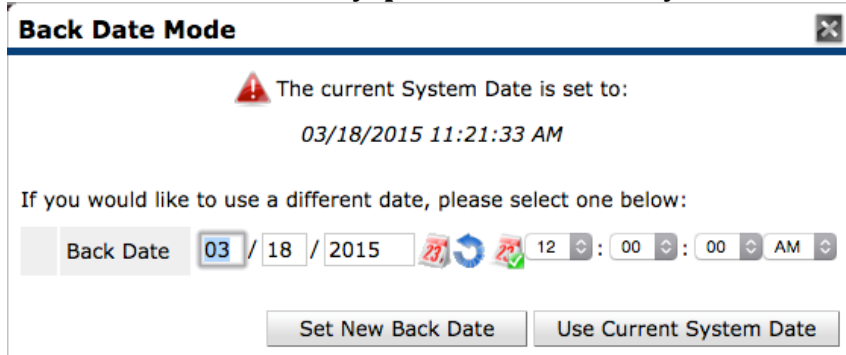 Back Date Mode
The current System Date is set to:
03/18/2015 11:21:33 AM
If you would like to use a different date, please select one below:
Back Date 03 / 18 / 2015 23 23 12 : 00 : 00 AM
Set New Back Date Use Current System Date